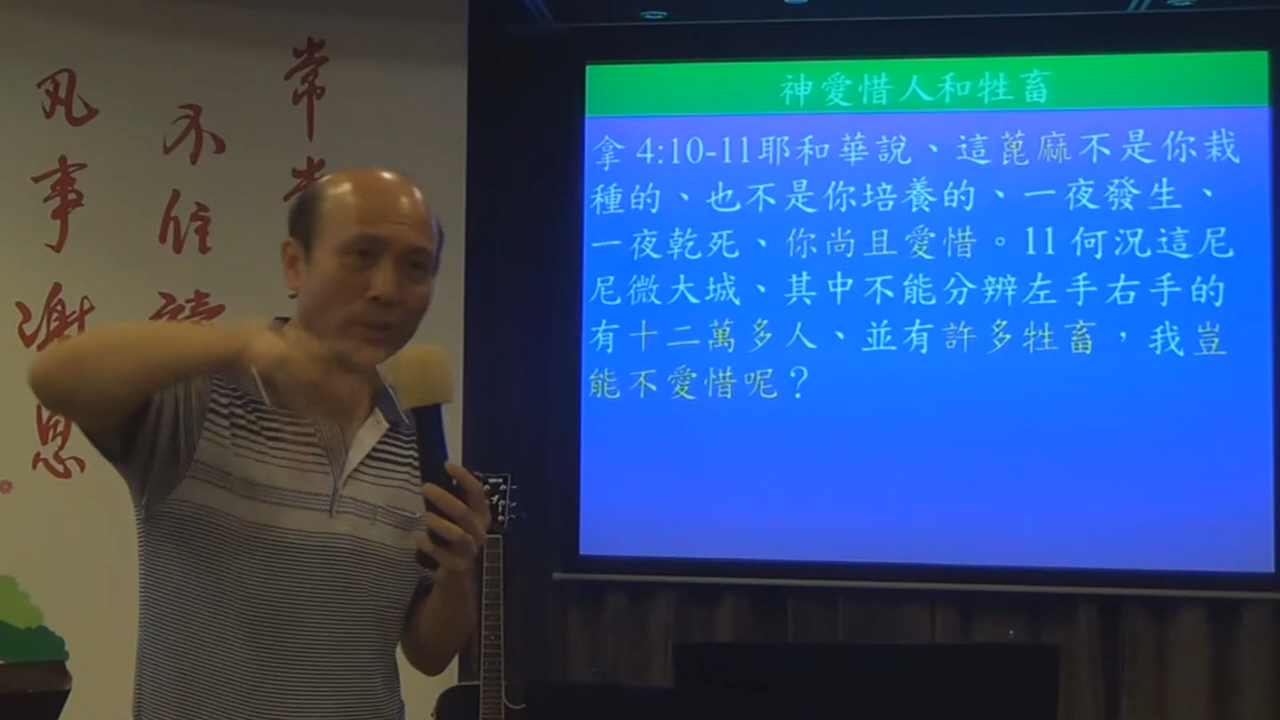 神愛惜人和牲畜
拿 4:10-11耶和華說、這蓖麻不是你栽
種的、也不是你培養的、一夜發生、
一夜乾死、你尚且愛惜。11 何況這尼
尼微大城、其中不能分辨左手右手的
有十二萬多人、並有許多牲畜，我豈
能不愛惜呢？
常
不住
凡事謝恩